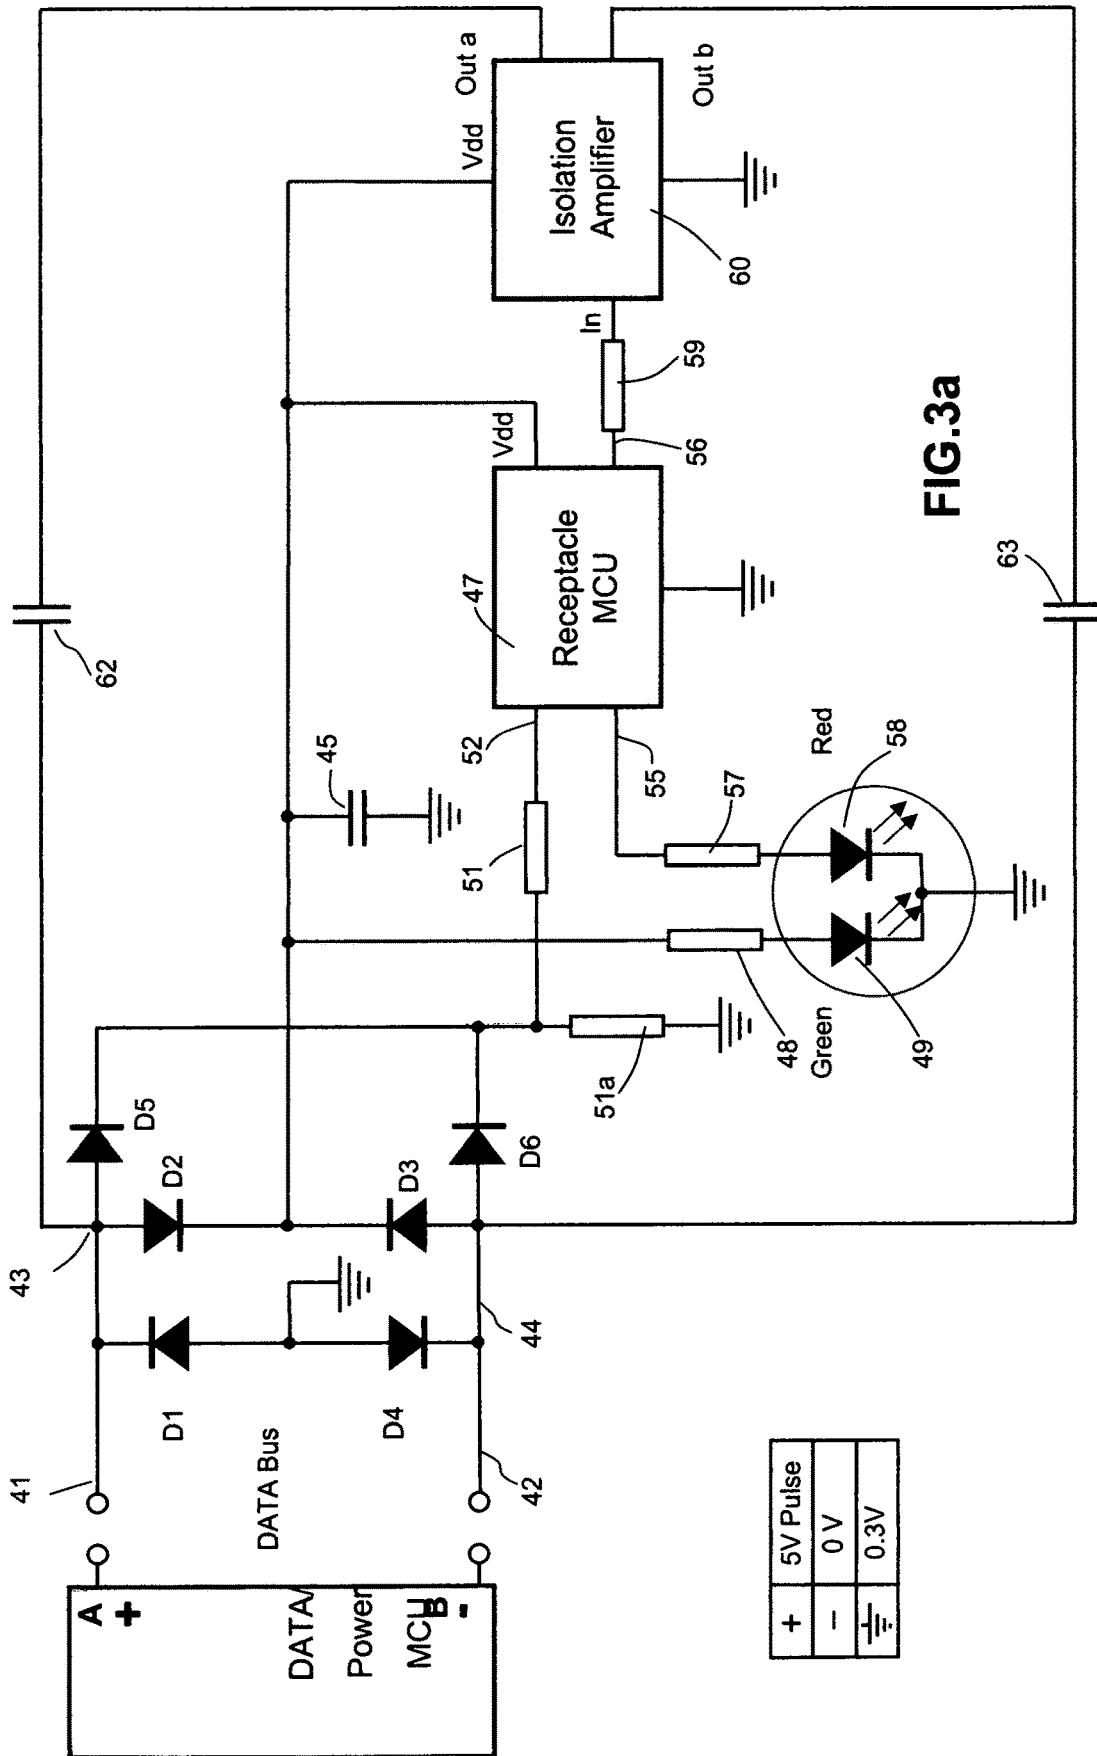 62
Out a
Vdd
Isolation
Amplifier
60
Out b
In
59
56
Vdd
Receptacle
MCU
47
52
55
45
51
57
Red
58
48
Green
49
51a
D5
D2
D3
D6
43
44
D1
D4
41
42
DATA Bus
A
+
DATA/
Power
MCU
B
-
63
+ 5V Pulse
− 0 V
0.3V
FIG.3a